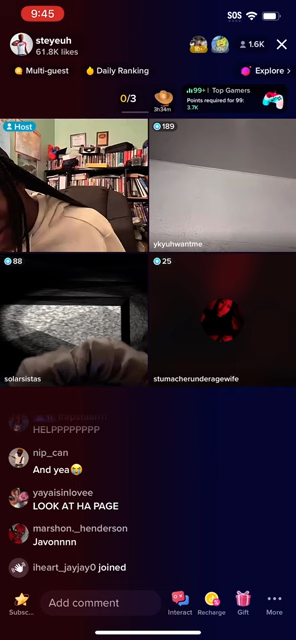 9:45
SOS
steyeuh
61.8K likes
1.6K
Multi-guest
Daily Ranking
Explore >
0/3
3h34m
99+ | Top Gamers
Points required for 99:
3.7K
Host
189
ykyuhwantme
88
solarsistas
25
stumacherunderagewife
HELPPPPPPPP
nip_can
And yea😭
yayaisinlovee
LOOK AT HA PAGE
marshon._henderson
Javonnnn
iheart_jayjay0 joined
Subsc...
Add comment
Interact
Recharge
Gift
More